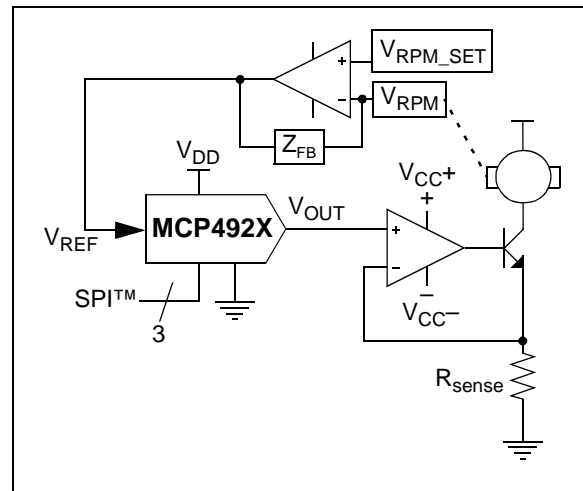 V_RPM_SET
+
−
V_RPM
Z_FB
V_DD
V_CC+
+
V_OUT
MCP492X
+
−
V_REF
−
V_CC−
SPI™
3
R_sense